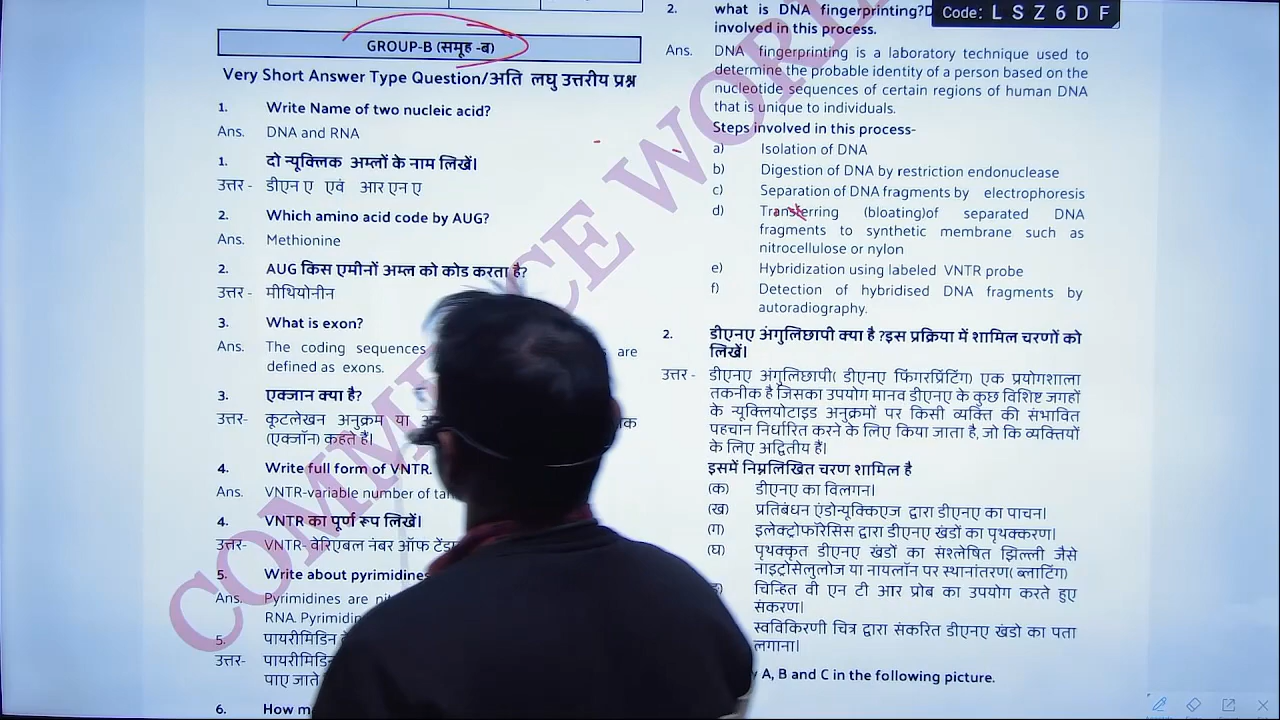 GROUP-B (समूह -ब)
Very Short Answer Type Question/अति लघु उत्तरीय प्रश्न
1. Write Name of two nucleic acid?
Ans. DNA and RNA
1. दो न्यूक्लिक अम्लों के नाम लिखें।
उत्तर - डीएन ए एवं आर एन ए
2. Which amino acid code by AUG?
Ans. Methionine
2. AUG किस एमीनों अम्ल को कोड करता है?
उत्तर - मीथियोनीन
3. What is exon?
Ans. The coding sequences are
defined as exons.
3. एक्जान क्या है?
उत्तर- कूटलेखन अनुक्रम या
(एक्जॉन) कहते हैं।
4. Write full form of VNTR.
Ans. VNTR-variable number of
4. VNTR का पूर्ण रूप लिखें।
उत्तर- VNTR- वेरिएबल नंबर ऑफ
5. Write about pyrimidines
Ans. Pyrimidines are
RNA.
5. पायरीमिडिन
उत्तर- पायरीमिडिन
पाए जाते
6. How
2. what is DNA fingerprinting?
involved in this process.
Ans. DNA fingerprinting is a laboratory technique used to
determine the probable identity of a person based on the
nucleotide sequences of certain regions of human DNA
that is unique to individuals.
Steps involved in this process-
a) Isolation of DNA
b) Digestion of DNA by restriction endonuclease
c) Separation of DNA fragments by electrophoresis
d) Transferring (bloating)of separated DNA
fragments to synthetic membrane such as
nitrocellulose or nylon
e) Hybridization using labeled VNTR probe
f) Detection of hybridised DNA fragments by
autoradiography.
2. डीएनए अंगुलिछापी क्या है ?इस प्रक्रिया में शामिल चरणों को
लिखें।
उत्तर - डीएनए अंगुलिछापी( डीएनए फिंगरप्रिंटिंग) एक प्रयोगशाला
तकनीक है जिसका उपयोग मानव डीएनए के कुछ विशिष्ट जगहों
के न्यूक्लियोटाइड अनुक्रमों पर किसी व्यक्ति की संभावित
पहचान निर्धारित करने के लिए किया जाता है, जो कि व्यक्तियों
के लिए अद्वितीय हैं।
इसमें निम्नलिखित चरण शामिल है
(क) डीएनए का विलगन।
(ख) प्रतिबंधन एंडोन्यूक्किएज द्वारा डीएनए का पाचन।
(ग) इलेक्ट्रोफॉरेसिस द्वारा डीएनए खंडों का पृथक्करण।
(घ) पृथक्कृत डीएनए खंडों का संश्लेषित झिल्ली जैसे
नाइट्रोसेलुलोज या नायलॉन पर स्थानांतरण( ब्लाटिंग)
चिन्हित वी एन टी आर प्रोब का उपयोग करते हुए
संकरण।
स्वविकिरणी चित्र द्वारा संकरित डीएनए खंडो का पता
लगाना।
A, B and C in the following picture.
Code: L S Z 6 D F
COMMERCE WORL